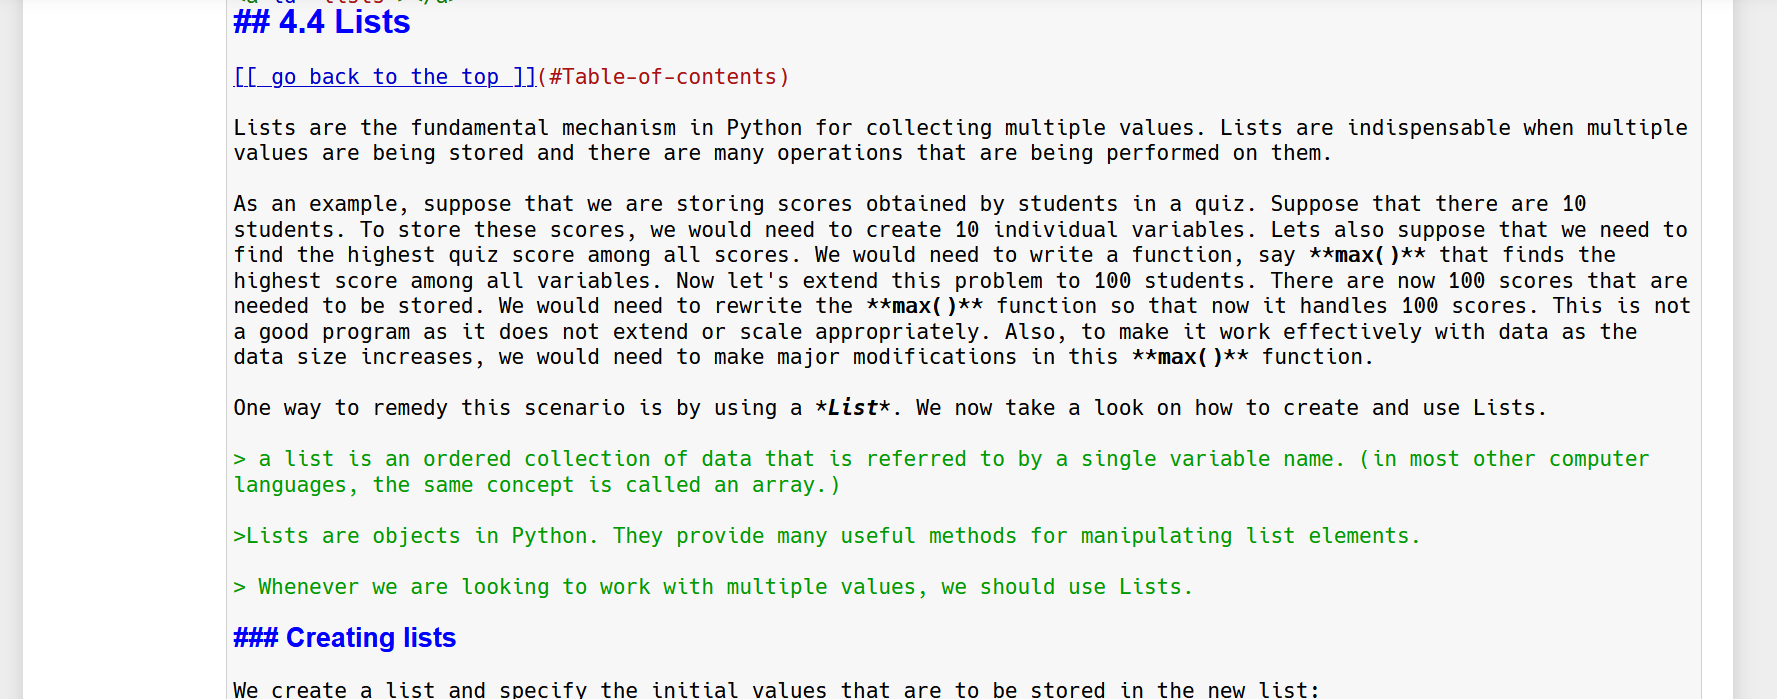 ## 4.4 Lists
[[ go back to the top ]](#Table-of-contents)
Lists are the fundamental mechanism in Python for collecting multiple values. Lists are indispensable when multiple
values are being stored and there are many operations that are being performed on them.
As an example, suppose that we are storing scores obtained by students in a quiz. Suppose that there are 10
students. To store these scores, we would need to create 10 individual variables. Lets also suppose that we need to
find the highest quiz score among all scores. We would need to write a function, say **max()** that finds the
highest score among all variables. Now let's extend this problem to 100 students. There are now 100 scores that are
needed to be stored. We would need to rewrite the **max()** function so that now it handles 100 scores. This is not
a good program as it does not extend or scale appropriately. Also, to make it work effectively with data as the
data size increases, we would need to make major modifications in this **max()** function.
One way to remedy this scenario is by using a *List*. We now take a look on how to create and use Lists.
> a list is an ordered collection of data that is referred to by a single variable name. (in most other computer
languages, the same concept is called an array.)
>Lists are objects in Python. They provide many useful methods for manipulating list elements.
> Whenever we are looking to work with multiple values, we should use Lists.
### Creating lists
We create a list and specify the initial values that are to be stored in the new list: